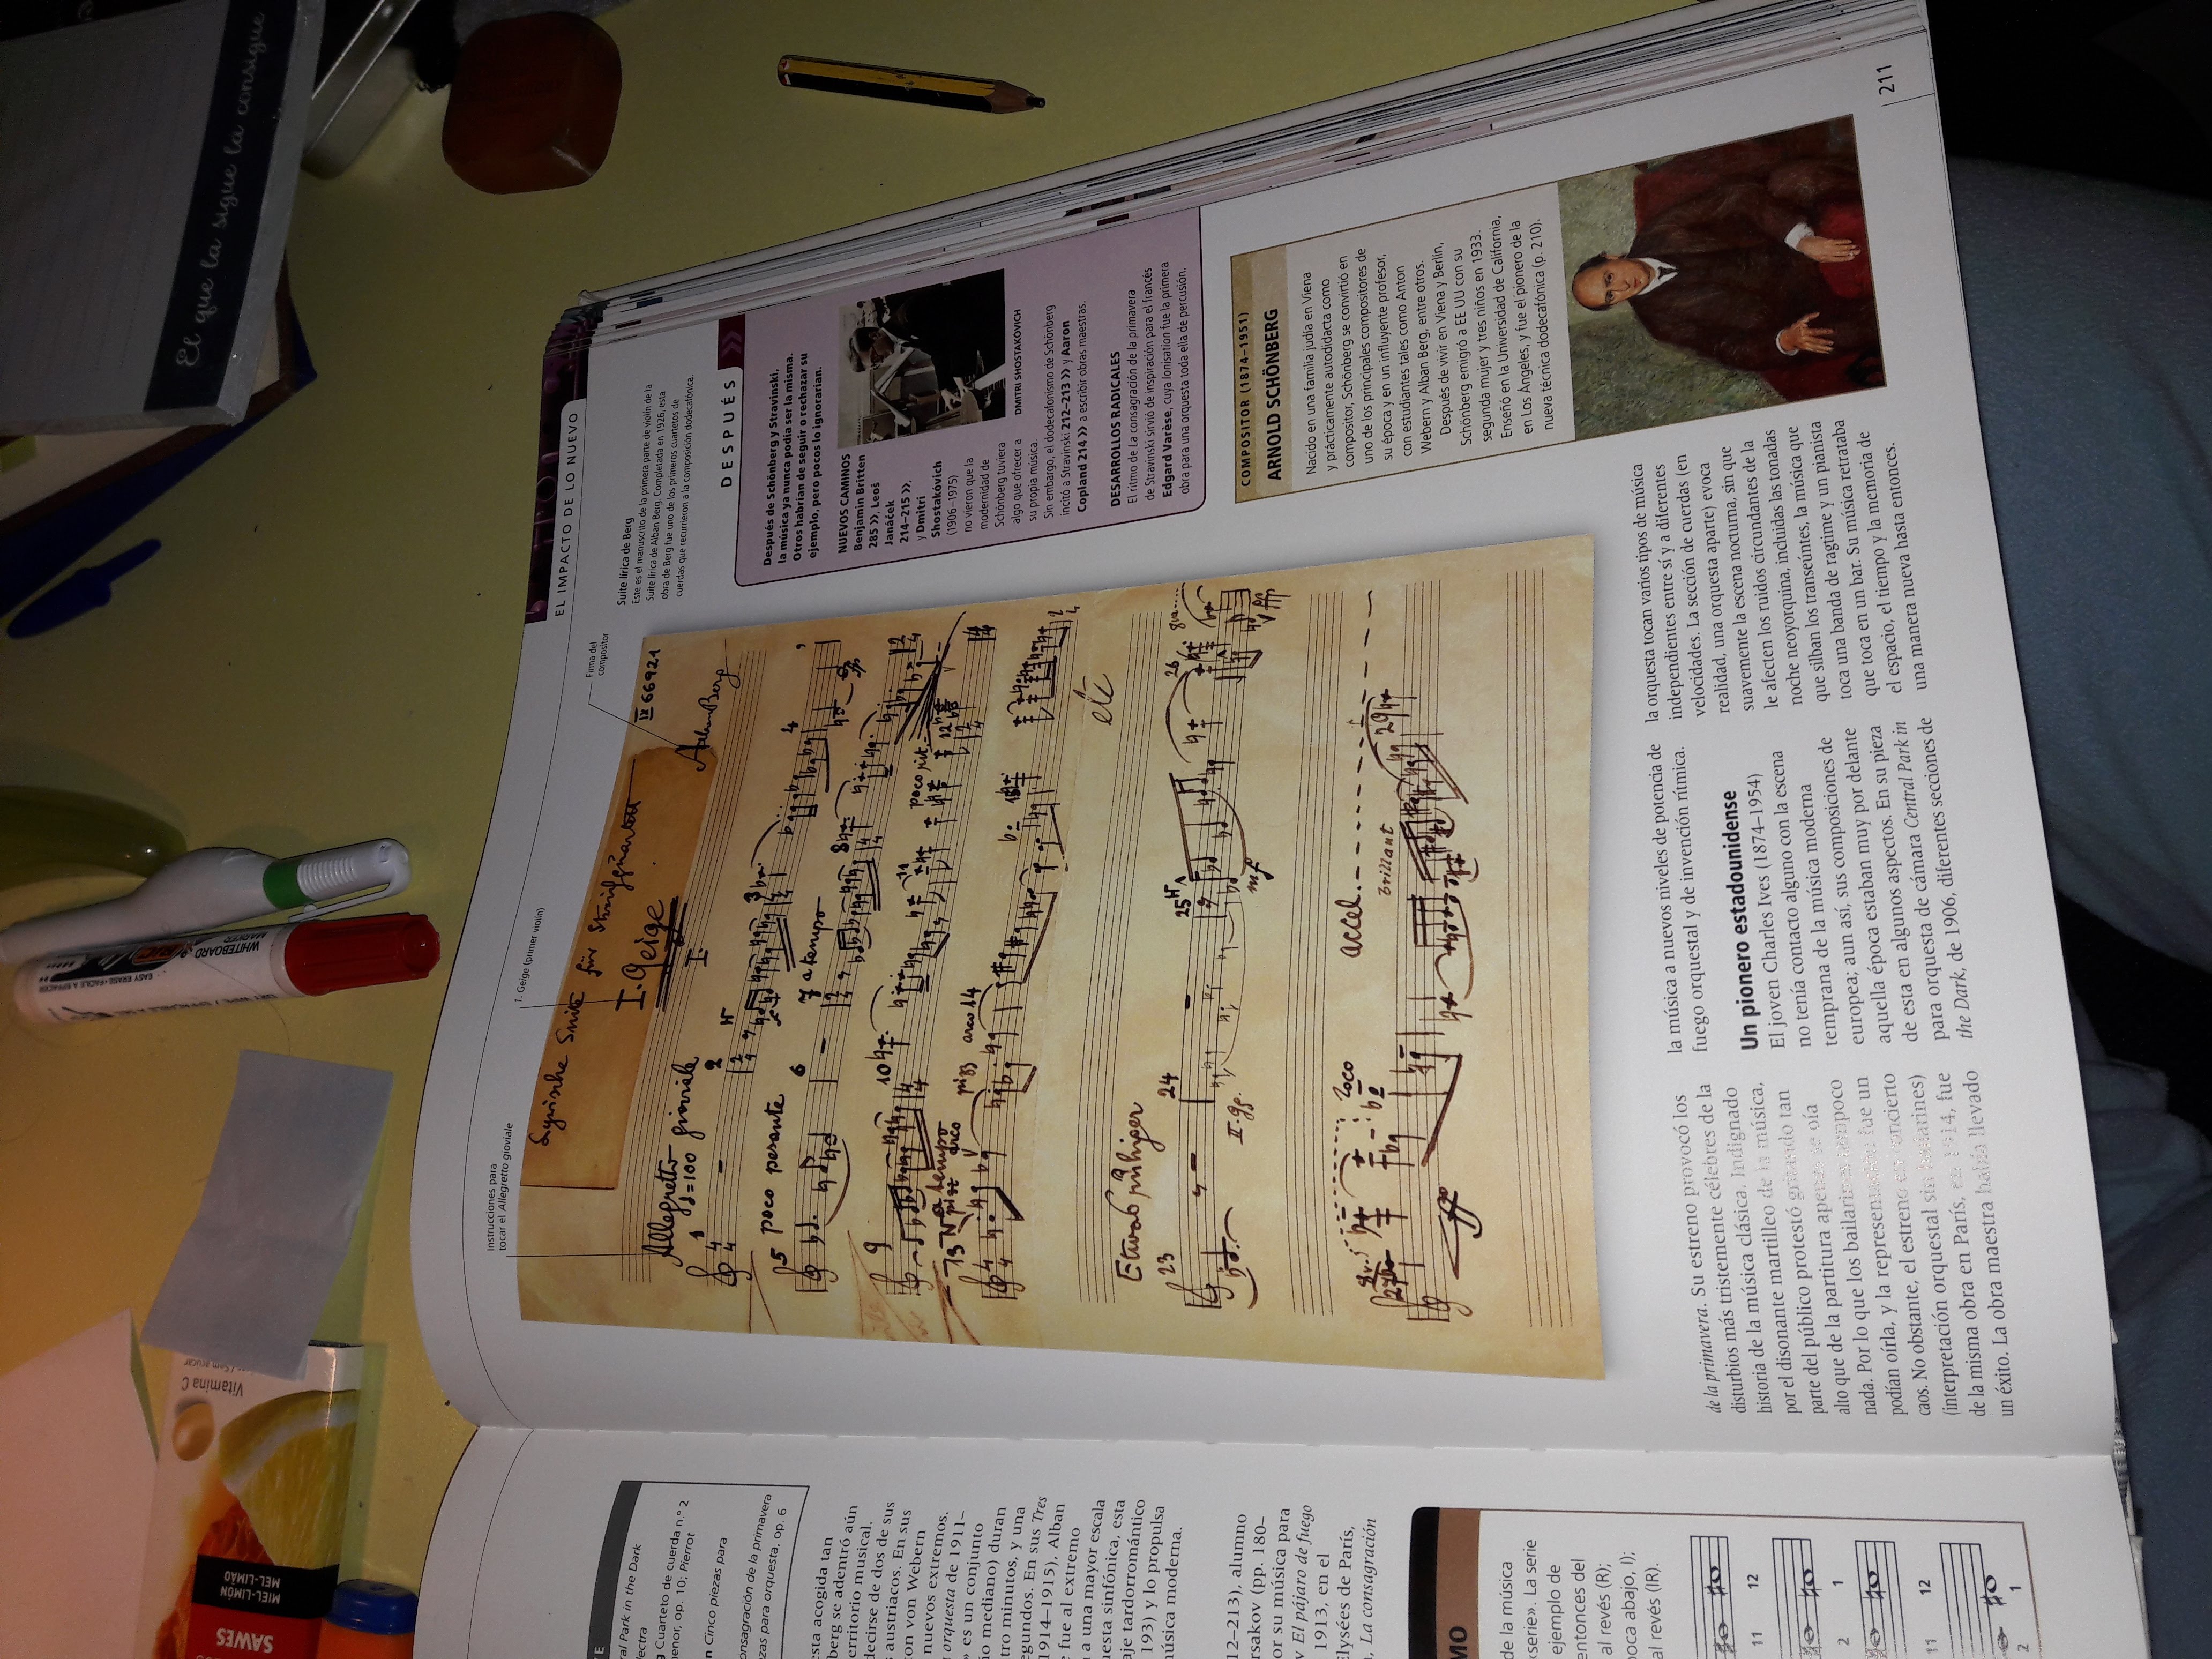 SAWES
MIEL-LIMÓN
MEL-LIMÃO
Vitamina C
EASY ERASE
WHITEBOARD
MARKER
El que la sigue la consigue
ral Park in the Dark
lectra
g Cuarteto de cuerda n.º 2
menor, op. 10; Pierrot
n Cinco piezas para
onsagración de la primavera
zas para orquesta, op. 6
esta acogida tan
berg se adentró aún
erritorio musical.
decirse de dos de sus
s austriacos. En sus
ton von Webern
nuevos extremos.
orquesta de 1911–
» es un conjunto
ño mediano) duran
tro minutos, y una
egundos. En sus Tres
1914–1915), Alban
e fue al extremo
a una mayor escala
uesta sinfónica, esta
aje tardorromántico
193) y lo propulsa
núsica moderna.
12–213), alumno
rsakov (pp. 180–
or su música para
y El pájaro de fuego
1913, en el
Elysées de París,
, La consagración
MO
de la música
«serie». La serie
ejemplo de
entonces del
al revés (R);
boca abajo, I);
al revés (IR).
11 12
2 1
11 12
2 1
Instrucciones para
tocar el Allegretto gioviale
1. Geige (primer violín)
Firma del
compositor
EL IMPACTO DE LO NUEVO
Lyrische Suite für Streichquartett
I. Geige
I.
IX 66921
Alban Berg
Allegretto gioviale
♩=100
1 2 3 4
5 poco pesante 6 7 a tempo 8
9 10 11 poco rit. 12
13 a tempo
pizz arco pizz arco 14
etc
Etwas ruhiger
23 24 25 26 8va
II. gg.
mf
ff
27 loco accel.
brillant 29
ff
Suite lírica de Berg
Este es el manuscrito de la primera parte de violín de la
Suite lírica de Alban Berg. Completada en 1926, esta
obra de Berg fue uno de los primeros cuartetos de
cuerdas que recurrieron a la composición dodecafónica.
DESPUÉS
Después de Schönberg y Stravinski,
la música ya nunca podía ser la misma.
Otros habrían de seguir o rechazar su
ejemplo, pero pocos lo ignorarían.
NUEVOS CAMINOS
Benjamin Britten
285 », Leoš
Janáček
214–215 »,
y Dmitri
Shostakóvich
(1906–1975)
no vieron que la
modernidad de
Schönberg tuviera
algo que ofrecer a
su propia música.
DMITRI SHOSTAKÓVICH
Sin embargo, el dodecafonismo de Schönberg
incitó a Stravinski 212–213 » y Aaron
Copland 214 » a escribir obras maestras.
DESARROLLOS RADICALES
El ritmo de La consagración de la primavera
de Stravinski sirvió de inspiración para el francés
Edgard Varèse, cuya Ionisation fue la primera
obra para una orquesta toda ella de percusión.
COMPOSITOR (1874–1951)
ARNOLD SCHÖNBERG
Nacido en una familia judía en Viena
y prácticamente autodidacta como
compositor, Schönberg se convirtió en
uno de los principales compositores de
su época y en un influyente profesor,
con estudiantes tales como Anton
Webern y Alban Berg, entre otros.
Después de vivir en Viena y Berlín,
Schönberg emigró a EE UU con su
segunda mujer y tres niños en 1933.
Enseñó en la Universidad de California,
en Los Ángeles, y fue el pionero de la
nueva técnica dodecafónica (p. 210).
de la primavera. Su estreno provocó los
disturbios más tristemente célebres de la
historia de la música clásica. Indignado
por el disonante martilleo de la música,
parte del público protestó gritando tan
alto que de la partitura apenas se oía
nada. Por lo que los bailarines tampoco
podían oírla, y la representación fue un
caos. No obstante, el estreno en concierto
(interpretación orquestal sin bailarines)
de la misma obra en París, en 1914, fue
un éxito. La obra maestra había llevado
la música a nuevos niveles de potencia de
fuego orquestal y de invención rítmica.
Un pionero estadounidense
El joven Charles Ives (1874–1954)
no tenía contacto alguno con la escena
temprana de la música moderna
europea; aun así, sus composiciones de
aquella época estaban muy por delante
de esta en algunos aspectos. En su pieza
para orquesta de cámara Central Park in
the Dark, de 1906, diferentes secciones de
la orquesta tocan varios tipos de música
independientes entre sí y a diferentes
velocidades. La sección de cuerdas (en
realidad, una orquesta aparte) evoca
suavemente la escena nocturna, sin que
le afecten los ruidos circundantes de la
noche neoyorquina, incluidas las tonadas
que silban los transeúntes, la música que
toca una banda de ragtime y un pianista
que toca en un bar. Su música retrataba
el espacio, el tiempo y la memoria de
una manera nueva hasta entonces.
211